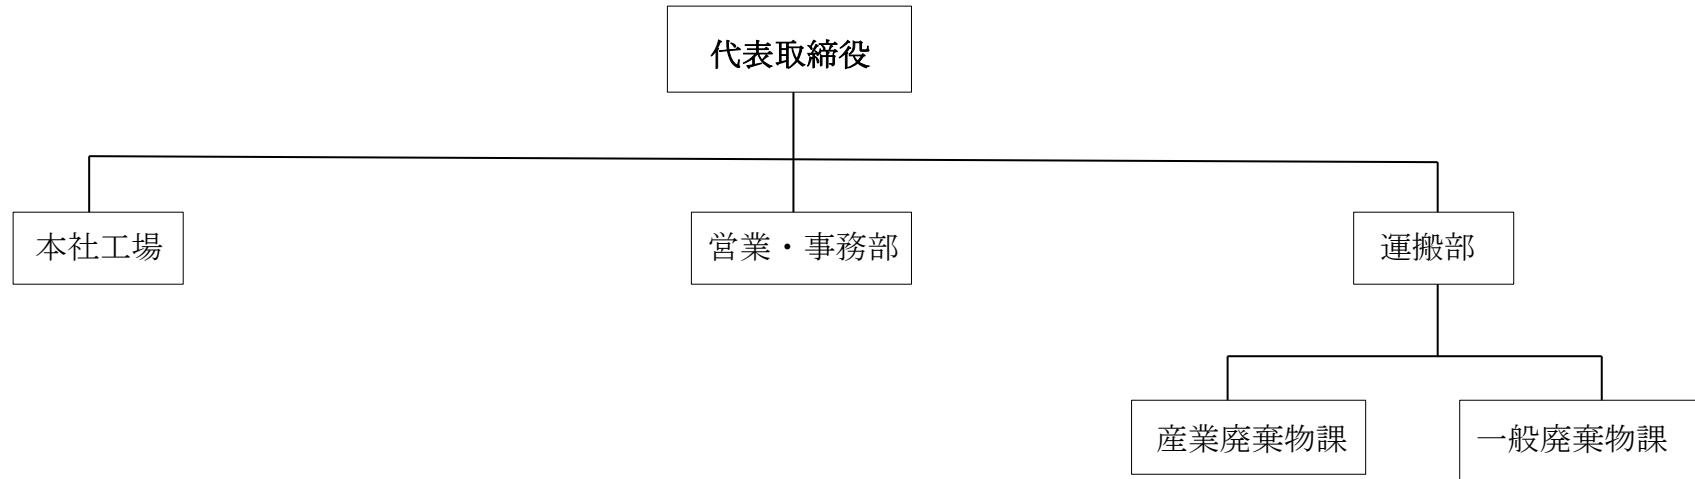 代表取締役
本社工場
営業・事務部
運搬部
産業廃棄物課
一般廃棄物課